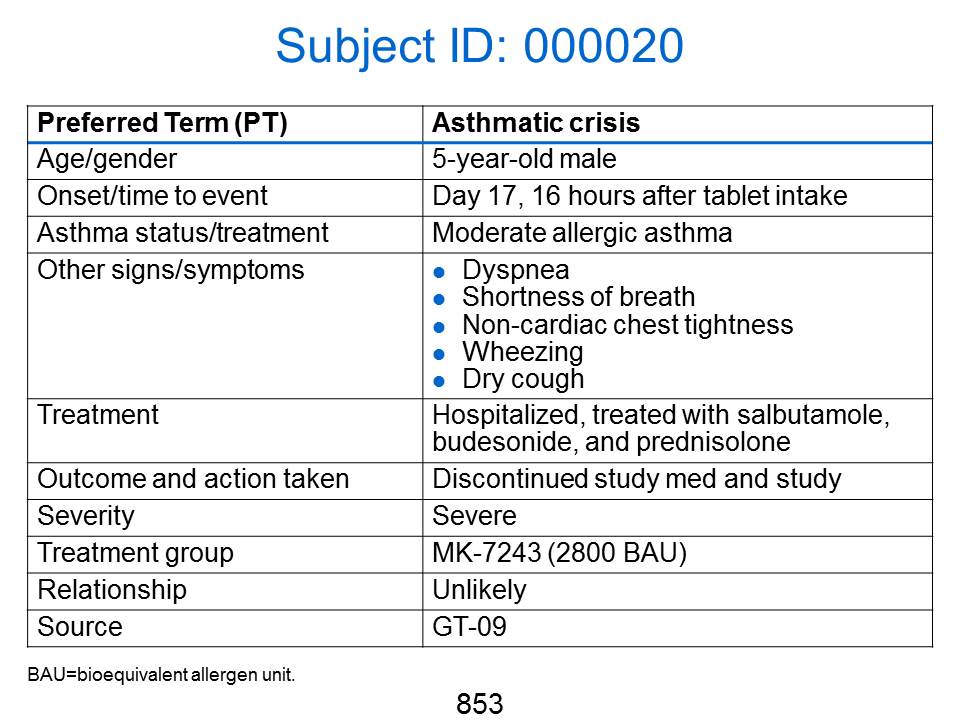 Subject ID: 000020
Preferred Term (PT) Asthmatic crisis
Age/gender 5-year-old male
Onset/time to event Day 17, 16 hours after tablet intake
Asthma status/treatment Moderate allergic asthma
Other signs/symptoms ● Dyspnea
● Shortness of breath
● Non-cardiac chest tightness
● Wheezing
● Dry cough
Treatment Hospitalized, treated with salbutamole,
budesonide, and prednisolone
Outcome and action taken Discontinued study med and study
Severity Severe
Treatment group MK-7243 (2800 BAU)
Relationship Unlikely
Source GT-09
BAU=bioequivalent allergen unit.
853